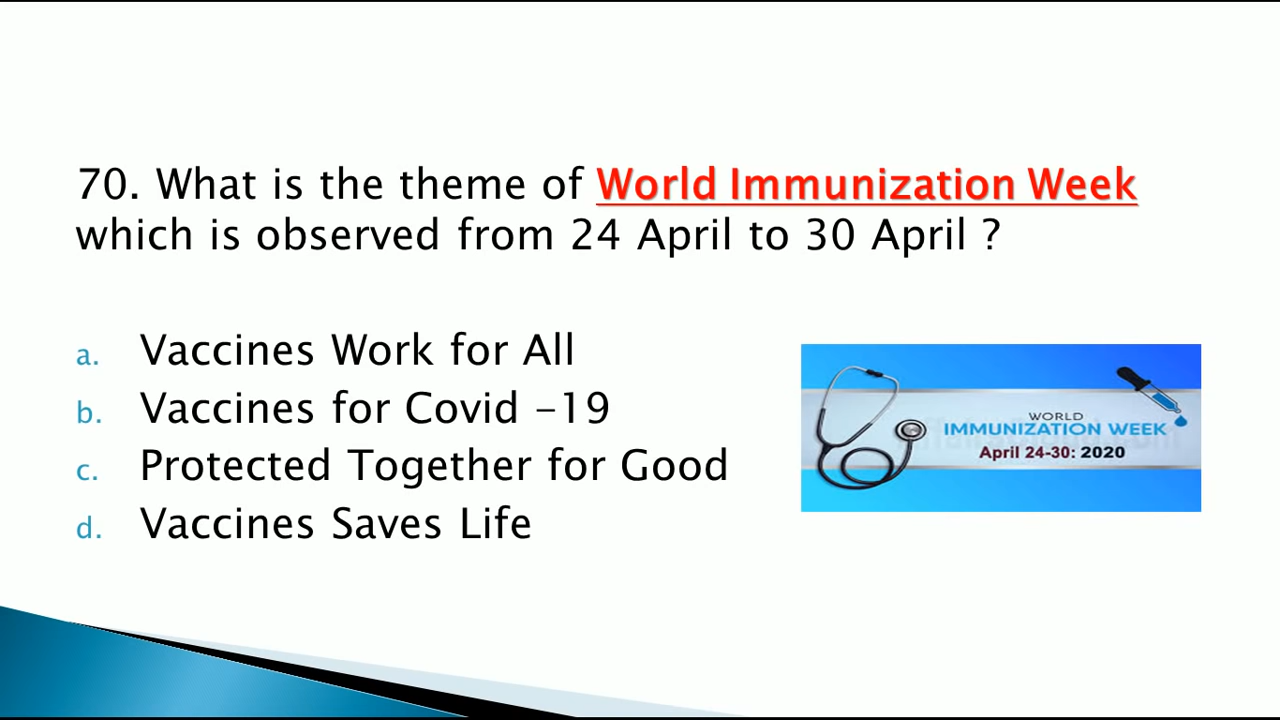 70. What is the theme of World Immunization Week
which is observed from 24 April to 30 April ?
a. Vaccines Work for All
b. Vaccines for Covid -19
c. Protected Together for Good
d. Vaccines Saves Life
WORLD
IMMUNIZATION WEEK
April 24-30: 2020